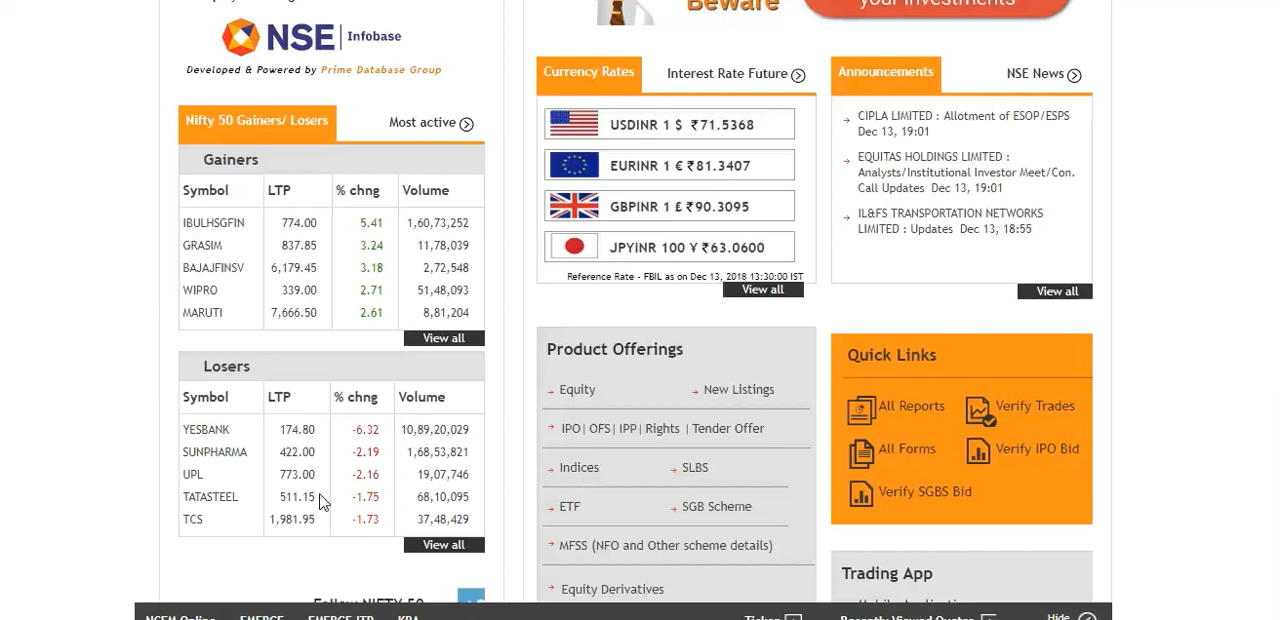 Beware
your investments
NSE Infobase
Developed & Powered by Prime Database Group
Nifty 50 Gainers/ Losers
Most active
Gainers
Symbol LTP % chng Volume
IBULHSGFIN 774.00 5.41 1,60,73,252
GRASIM 837.85 3.24 11,78,039
BAJAJFINSV 6,179.45 3.18 2,72,548
WIPRO 339.00 2.71 51,48,093
MARUTI 7,666.50 2.61 8,81,204
View all
Losers
Symbol LTP % chng Volume
YESBANK 174.80 -6.32 10,89,20,029
SUNPHARMA 422.00 -2.19 1,68,53,821
UPL 773.00 -2.16 19,07,746
TATASTEEL 511.15 -1.75 68,10,095
TCS 1,981.95 -1.73 37,48,429
View all
Follow NIFTY 50
Currency Rates
Interest Rate Future
USDINR 1 $ ₹71.5368
EURINR 1 € ₹81.3407
GBPINR 1 £ ₹90.3095
JPYINR 100 ¥ ₹63.0600
Reference Rate - FBIL as on Dec 13, 2018 13:30:00 IST
View all
Announcements
NSE News
CIPLA LIMITED : Allotment of ESOP/ESPS
Dec 13, 19:01
EQUITAS HOLDINGS LIMITED :
Analysts/Institutional Investor Meet/Con.
Call Updates Dec 13, 19:01
IL&FS TRANSPORTATION NETWORKS
LIMITED : Updates Dec 13, 18:55
View all
Product Offerings
Equity
New Listings
IPO | OFS | IPP | Rights | Tender Offer
Indices
SLBS
ETF
SGB Scheme
MFSS (NFO and Other scheme details)
Equity Derivatives
Quick Links
All Reports
Verify Trades
All Forms
Verify IPO Bid
Verify SGBS Bid
Trading App
Ticker
Recently Viewed Quotes
Hide